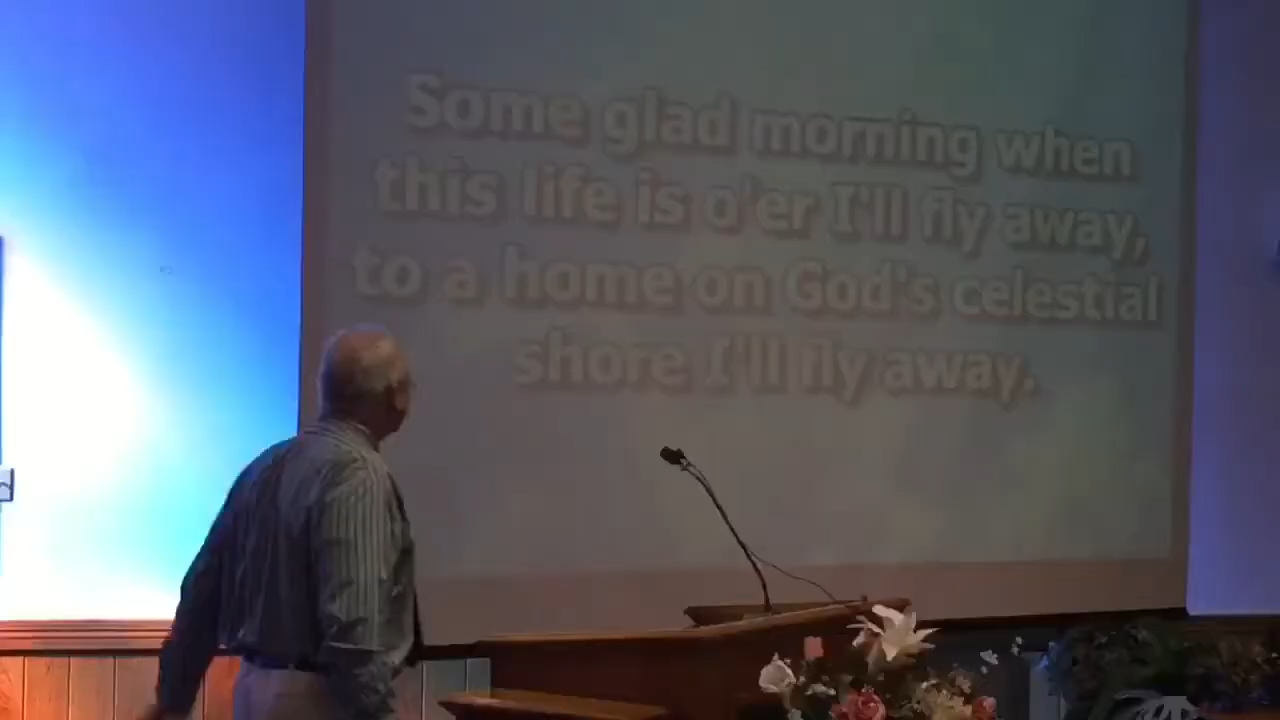 Some glad morning when
this life is o'er I'll fly away,
to a home on God's celestial
shore I'll fly away.